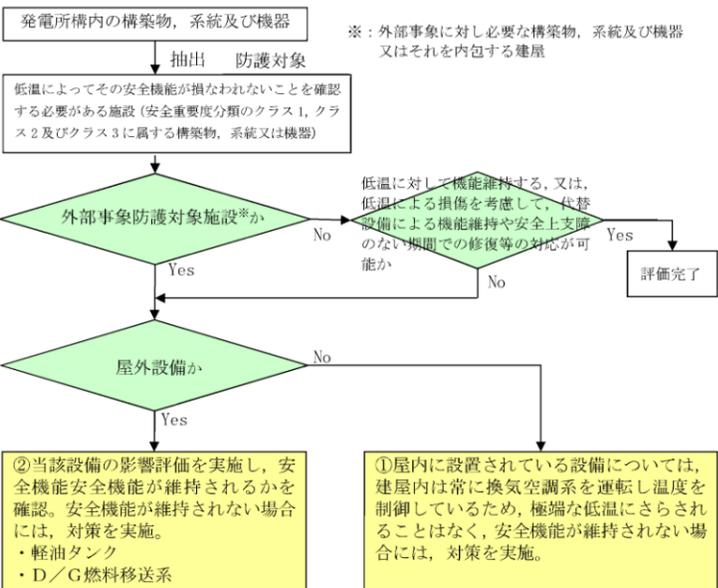 発電所構内の構築物，系統及び機器
※：外部事象に対し必要な構築物，系統及び機器
又はそれを内包する建屋
抽出　防護対象
低温によってその安全機能が損なわれないことを確認
する必要がある施設（安全重要度分類のクラス1，クラ
ス2及びクラス3に属する構築物，系統又は機器）
外部事象防護対象施設※か
No
Yes
低温に対して機能維持する，又は，
低温による損傷を考慮して，代替
設備による機能維持や安全上支障
のない期間での修復等の対応が可
能か
Yes
No
評価完了
屋外設備か
No
Yes
②当該設備の影響評価を実施し，安
全機能安全機能が維持されるかを
確認。安全機能が維持されない場合
には，対策を実施。
・軽油タンク
・D／G燃料移送系
①屋内に設置されている設備については，
建屋内は常に換気空調系を運転し温度を
制御しているため，極端な低温にさらされ
ることはなく，安全機能が維持されない場
合には，対策を実施。